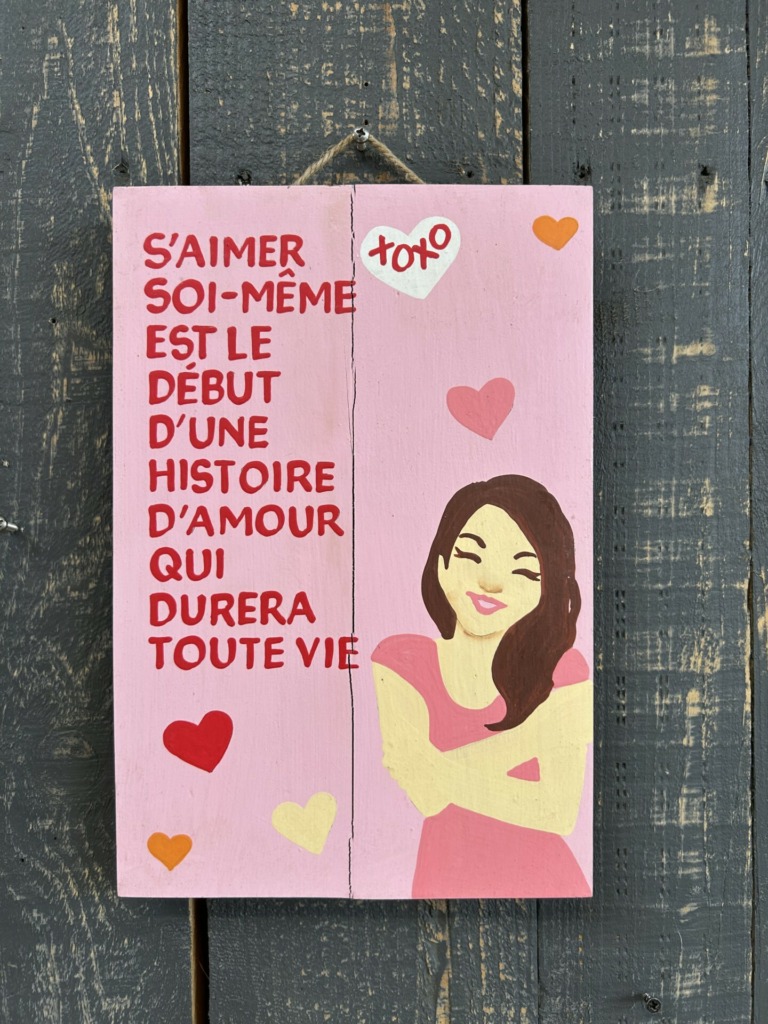 S'AIMER
SOI-MÊME
EST LE
DÉBUT
D'UNE
HISTOIRE
D'AMOUR
QUI
DURERA
TOUTE VIE
XOXO